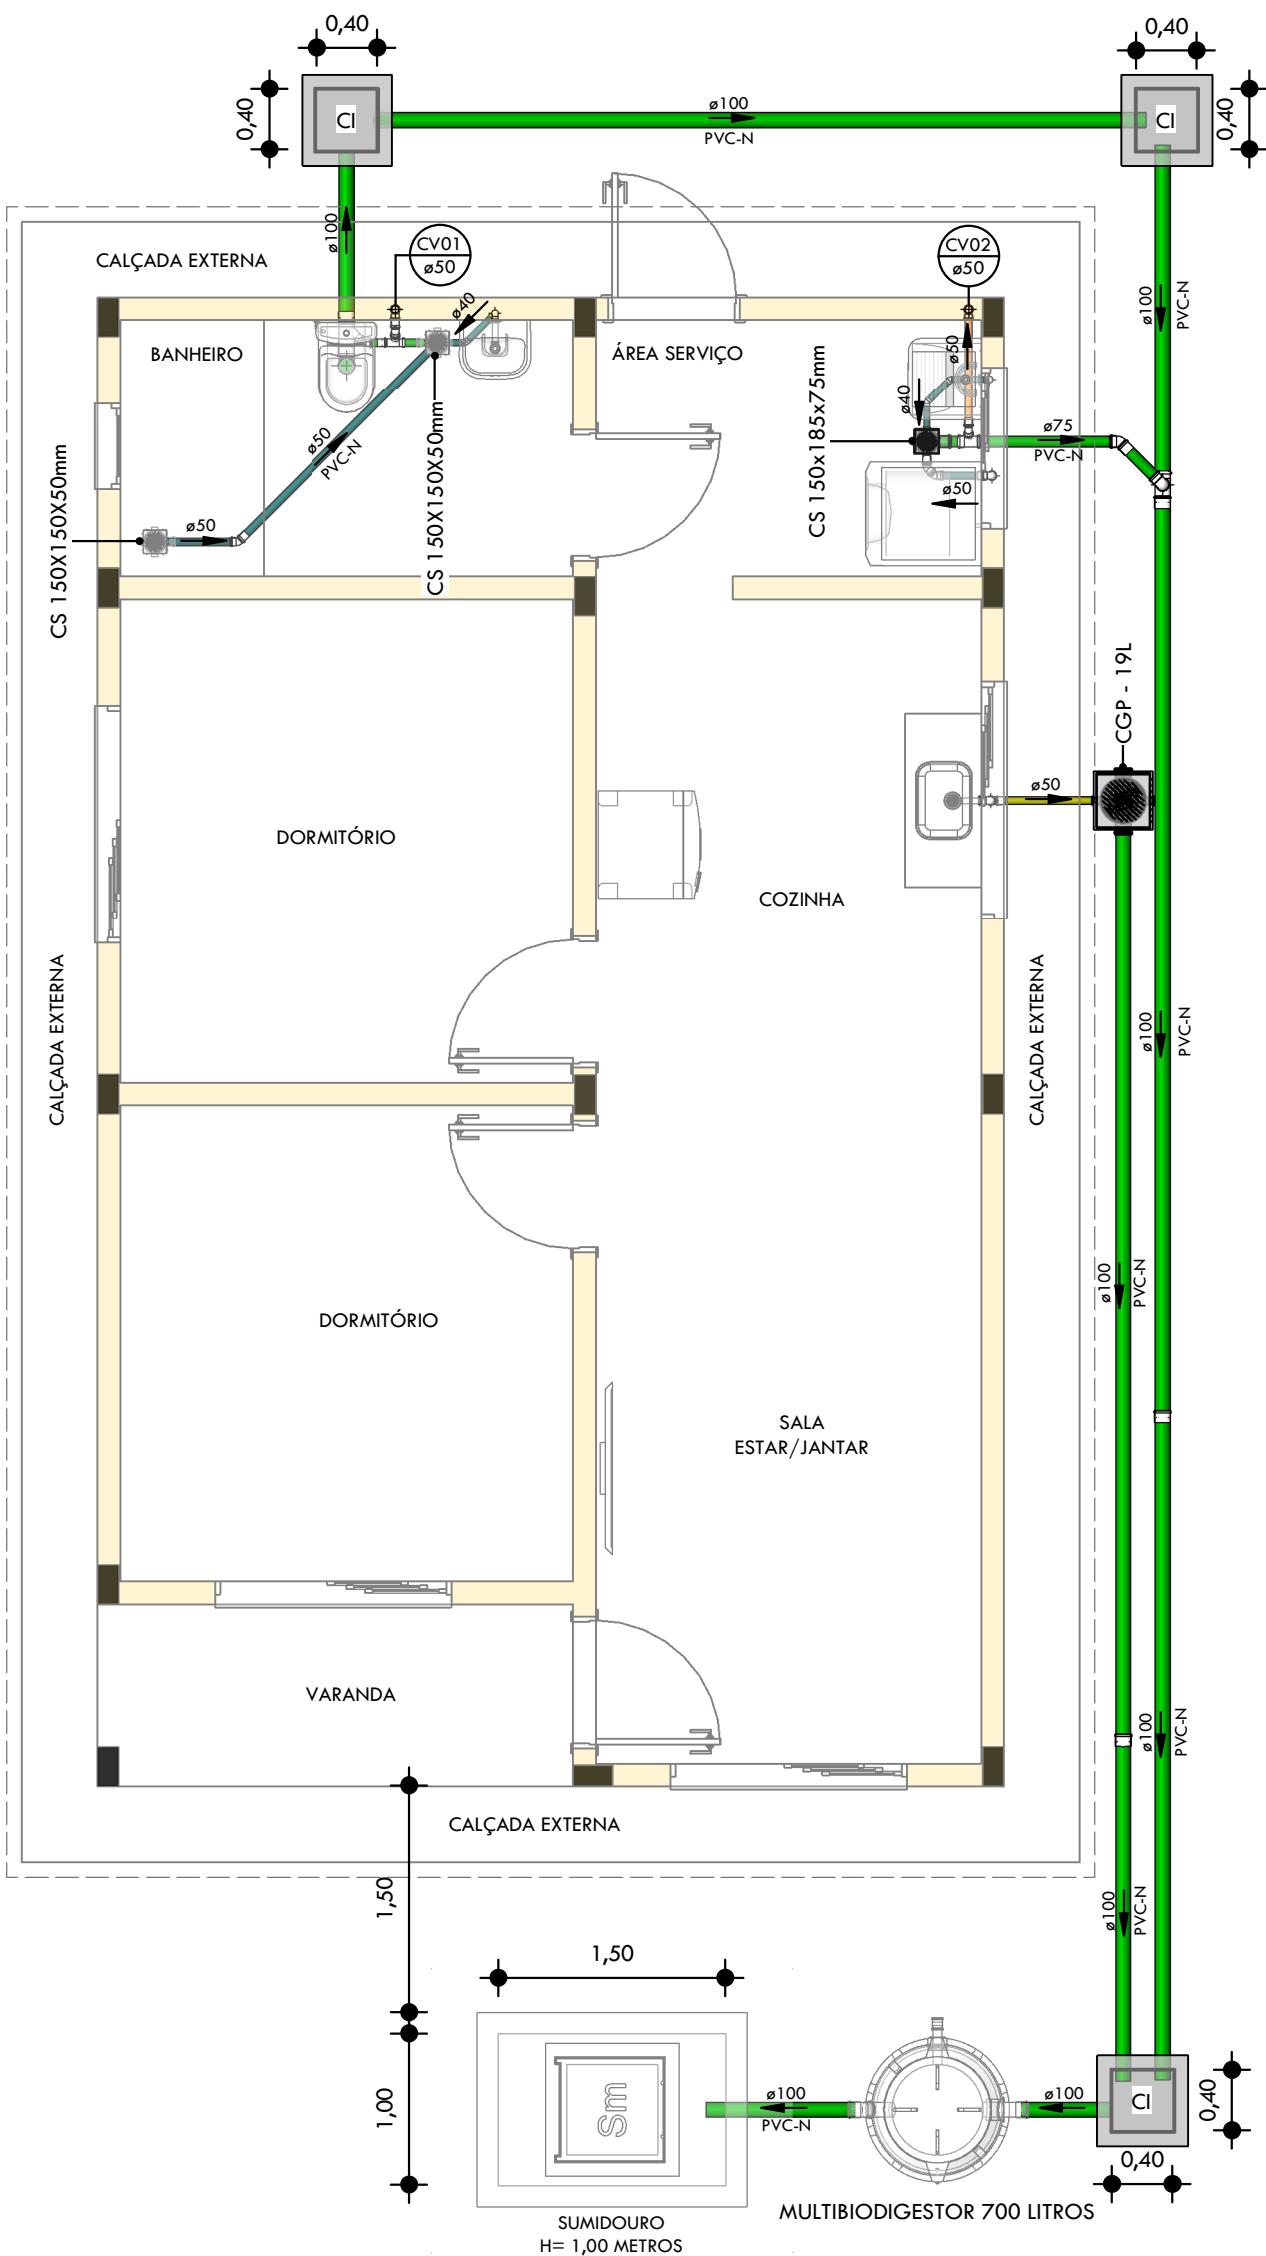 0,40
0,40
0,40
CI
ø100
PVC-N
CI
0,40
ø100
CALÇADA EXTERNA
CV01
ø50
CV02
ø50
ø100
PVC-N
ø40
BANHEIRO
ÁREA SERVIÇO
ø50
CS 150x185x75mm
ø40
ø50
PVC-N
ø75
PVC-N
CS 150X150X50mm
ø50
CS 150X150X50mm
ø50
CGP - 19L
ø50
DORMITÓRIO
COZINHA
CALÇADA EXTERNA
CALÇADA EXTERNA
ø100
PVC-N
ø100
PVC-N
DORMITÓRIO
SALA
ESTAR/JANTAR
VARANDA
ø100
PVC-N
CALÇADA EXTERNA
1,50
ø100
PVC-N
1,50
1,00
Sm
ø100
PVC-N
ø100
CI
0,40
0,40
MULTIBIODIGESTOR 700 LITROS
SUMIDOURO
H= 1,00 METROS